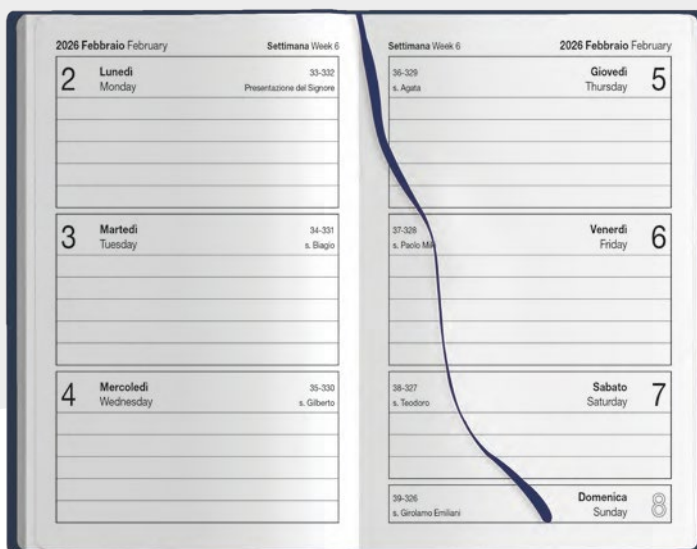 2026 Febbraio February Settimana Week 6
2 Lunedì 33-332
Monday Presentazione del Signore
3 Martedì 34-331
Tuesday s. Biagio
4 Mercoledì 35-330
Wednesday s. Gilberto
Settimana Week 6 2026 Febbraio February
36-329 Giovedì 5
s. Agata Thursday
37-328 Venerdì 6
s. Paolo Friday
38-327 Sabato 7
s. Teodoro Saturday
39-326 Domenica 8
s. Girolamo Emiliani Sunday